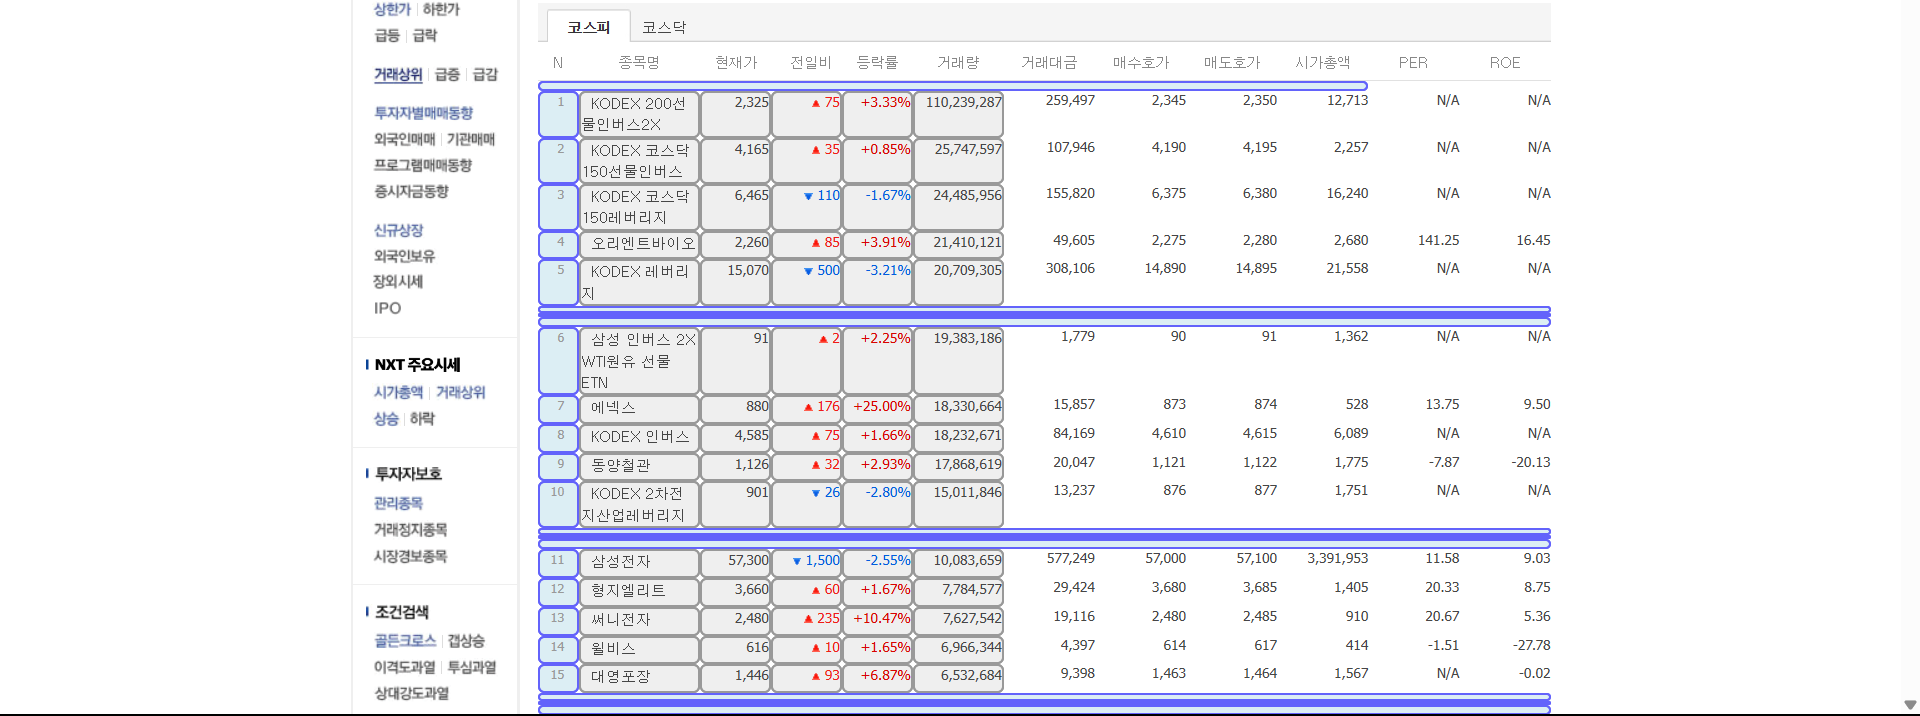 상한가 하한가
급등 급락
거래상위 급증 급감
투자자별매매동향
외국인매매 기관매매
프로그램매매동향
증시자금동향
신규상장
외국인보유
장외시세
IPO
NXT 주요시세
시가총액 거래상위
상승 하락
투자자보호
관리종목
거래정지종목
시장경보종목
조건검색
골든크로스 갭상승
이격도과열 투심과열
상대강도과열
코스피 코스닥
N 종목명 현재가 전일비 등락률 거래량 거래대금 매수호가 매도호가 시가총액 PER ROE
1 KODEX 200선 2,325 ▲ 75 +3.33% 110,239,287 259,497 2,345 2,350 12,713 N/A N/A
물인버스2X
2 KODEX 코스닥 4,165 ▲ 35 +0.85% 25,747,597 107,946 4,190 4,195 2,257 N/A N/A
150선물인버스
3 KODEX 코스닥 6,465 ▼ 110 -1.67% 24,485,956 155,820 6,375 6,380 16,240 N/A N/A
150레버리지
4 오리엔트바이오 2,260 ▲ 85 +3.91% 21,410,121 49,605 2,275 2,280 2,680 141.25 16.45
5 KODEX 레버리 15,070 ▼ 500 -3.21% 20,709,305 308,106 14,890 14,895 21,558 N/A N/A
지
6 삼성 인버스 2X 91 ▲ 2 +2.25% 19,383,186 1,779 90 91 1,362 N/A N/A
WTI원유 선물
ETN
7 에넥스 880 ▲ 176 +25.00% 18,330,664 15,857 873 874 528 13.75 9.50
8 KODEX 인버스 4,585 ▲ 75 +1.66% 18,232,671 84,169 4,610 4,615 6,089 N/A N/A
9 동양철관 1,126 ▲ 32 +2.93% 17,868,619 20,047 1,121 1,122 1,775 -7.87 -20.13
10 KODEX 2차전 901 ▼ 26 -2.80% 15,011,846 13,237 876 877 1,751 N/A N/A
지산업레버리지
11 삼성전자 57,300 ▼ 1,500 -2.55% 10,083,659 577,249 57,000 57,100 3,391,953 11.58 9.03
12 형지엘리트 3,660 ▲ 60 +1.67% 7,784,577 29,424 3,680 3,685 1,405 20.33 8.75
13 써니전자 2,480 ▲ 235 +10.47% 7,627,542 19,116 2,480 2,485 910 20.67 5.36
14 윌비스 616 ▲ 10 +1.65% 6,966,344 4,397 614 617 414 -1.51 -27.78
15 대영포장 1,446 ▲ 93 +6.87% 6,532,684 9,398 1,463 1,464 1,567 N/A -0.02